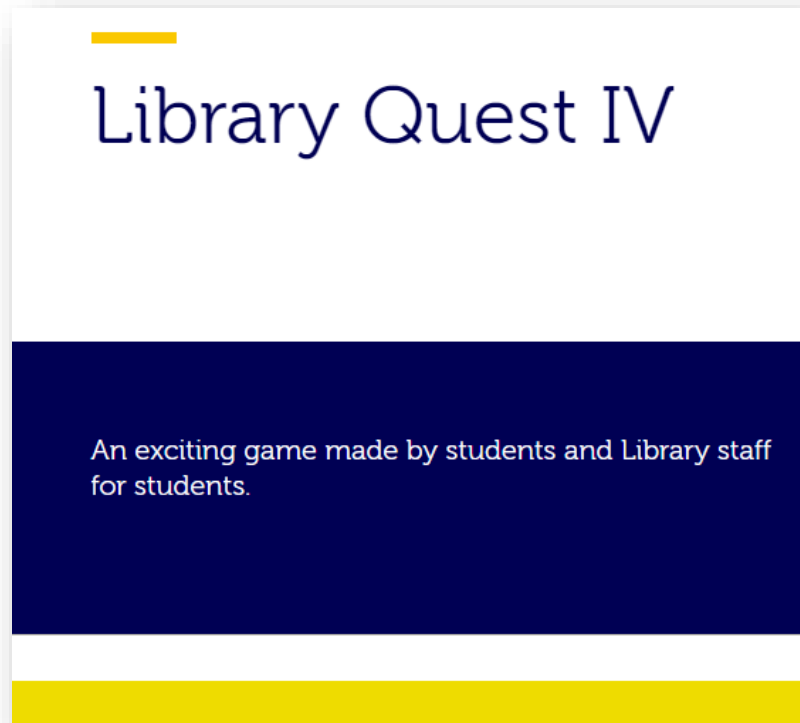 Library Quest IV
An exciting game made by students and Library staff
for students.